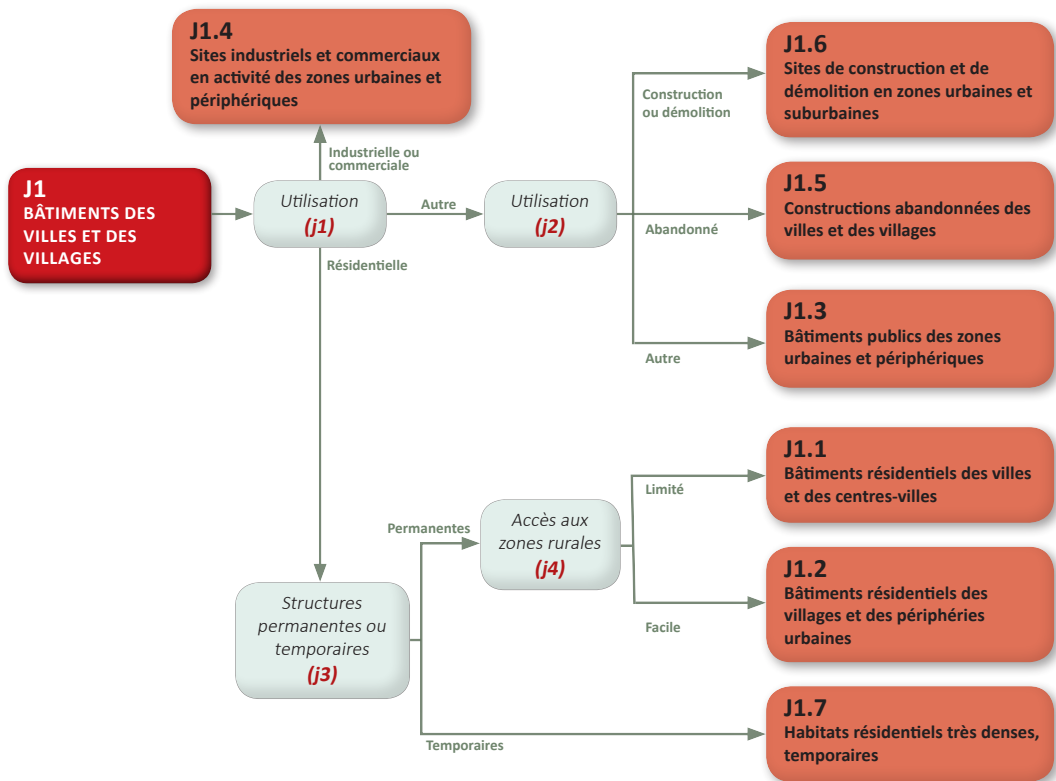 J1.4
Sites industriels et commerciaux
en activité des zones urbaines et
périphériques
J1.6
Sites de construction et de
démolition en zones urbaines et
suburbaines
Construction
ou démolition
Industrielle ou
commerciale
J1
BÂTIMENTS DES
VILLES ET DES
VILLAGES
Utilisation
(j1)
Autre
Utilisation
(j2)
Abandonné
J1.5
Constructions abandonnées des
villes et des villages
Résidentielle
J1.3
Bâtiments publics des zones
urbaines et périphériques
Autre
J1.1
Bâtiments résidentiels des villes
et des centres-villes
Limité
Permanentes
Accès aux
zones rurales
(j4)
J1.2
Bâtiments résidentiels des
villages et des périphéries
urbaines
Facile
Structures
permanentes ou
temporaires
(j3)
J1.7
Habitats résidentiels très denses,
temporaires
Temporaires